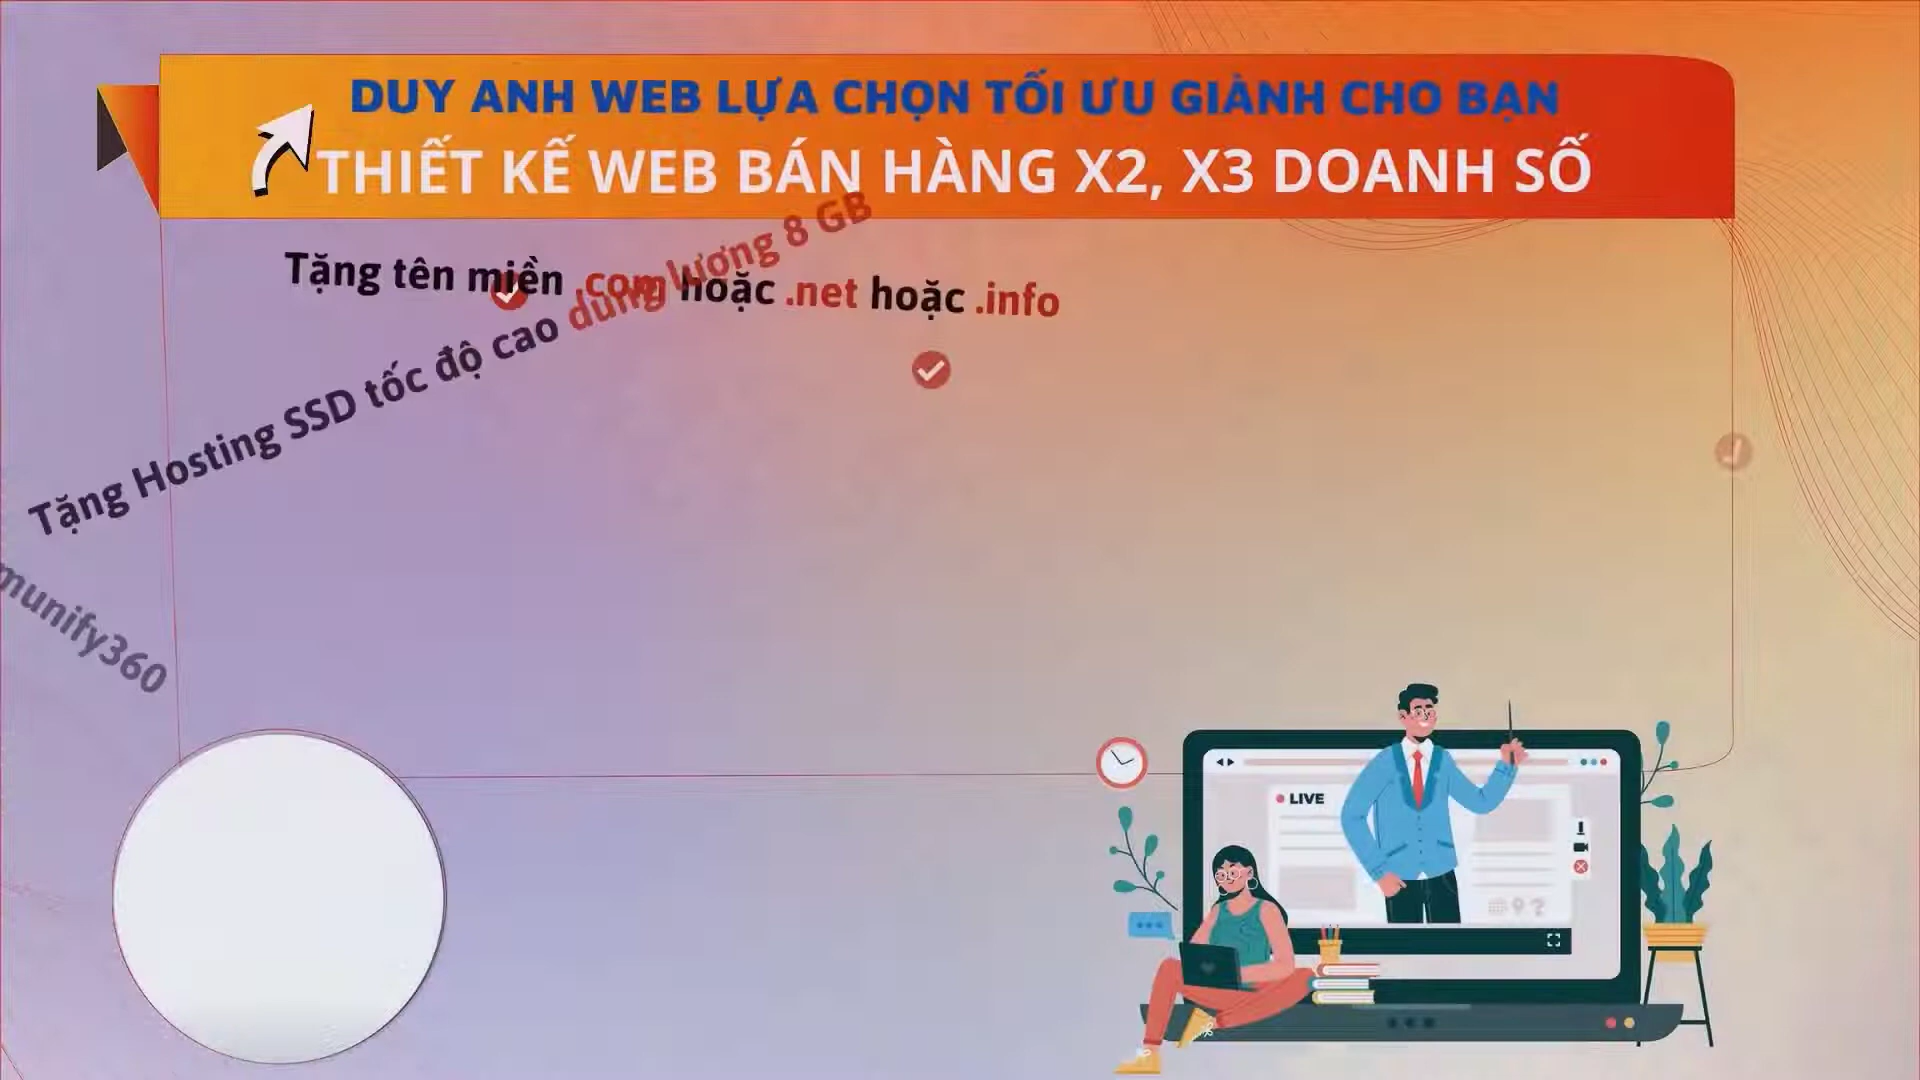 DUY ANH WEB LỰA CHỌN TỐI ƯU GIÀNH CHO BẠN
THIẾT KẾ WEB BÁN HÀNG X2, X3 DOANH SỐ
Tặng tên miền .com hoặc .net hoặc .info
Tặng Hosting SSD tốc độ cao dung lượng 8 GB
munify360
LIVE